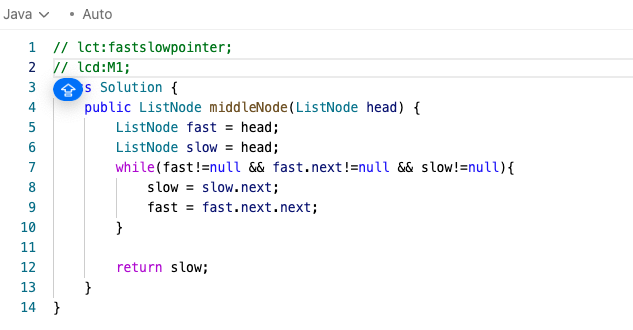 Java • Auto
1 // lct:fastslowpointer;
2 // lcd:M1;
3 s Solution {
4 public ListNode middleNode(ListNode head) {
5 ListNode fast = head;
6 ListNode slow = head;
7 while(fast!=null && fast.next!=null && slow!=null){
8 slow = slow.next;
9 fast = fast.next.next;
10 }
11
12 return slow;
13 }
14 }